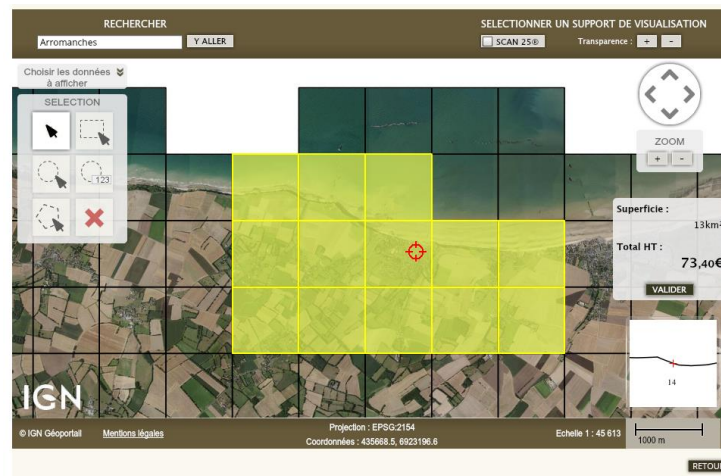 RECHERCHER
SELECTIONNER UN SUPPORT DE VISUALISATION
Arromanches
Y ALLER
SCAN 25®
Transparence :
+
-
Choisir les données
à afficher
SELECTION
123
ZOOM
+
-
Superficie :
13km²
Total HT :
73,40€
VALIDER
14
IGN
© IGN Géoportail
Mentions légales
Projection : EPSG:2154
Coordonnées : 435668.5, 6923196.6
Echelle 1 : 45 613
1000 m
RETOU